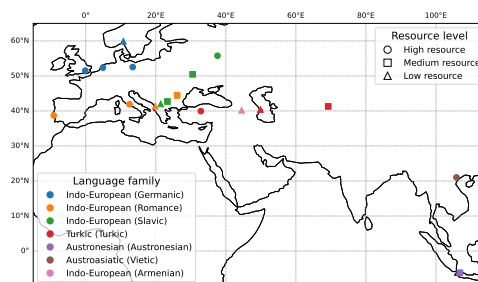 0° 20°E 40°E 60°E 80°E 100°E
60°N
50°N
40°N
30°N
20°N
10°N
0°
Resource level
High resource
Medium resource
Low resource
Language family
Indo-European (Germanic)
Indo-European (Romance)
Indo-European (Slavic)
Turkic (Turkic)
Austronesian (Austronesian)
Austroasiatic (Vietic)
Indo-European (Armenian)